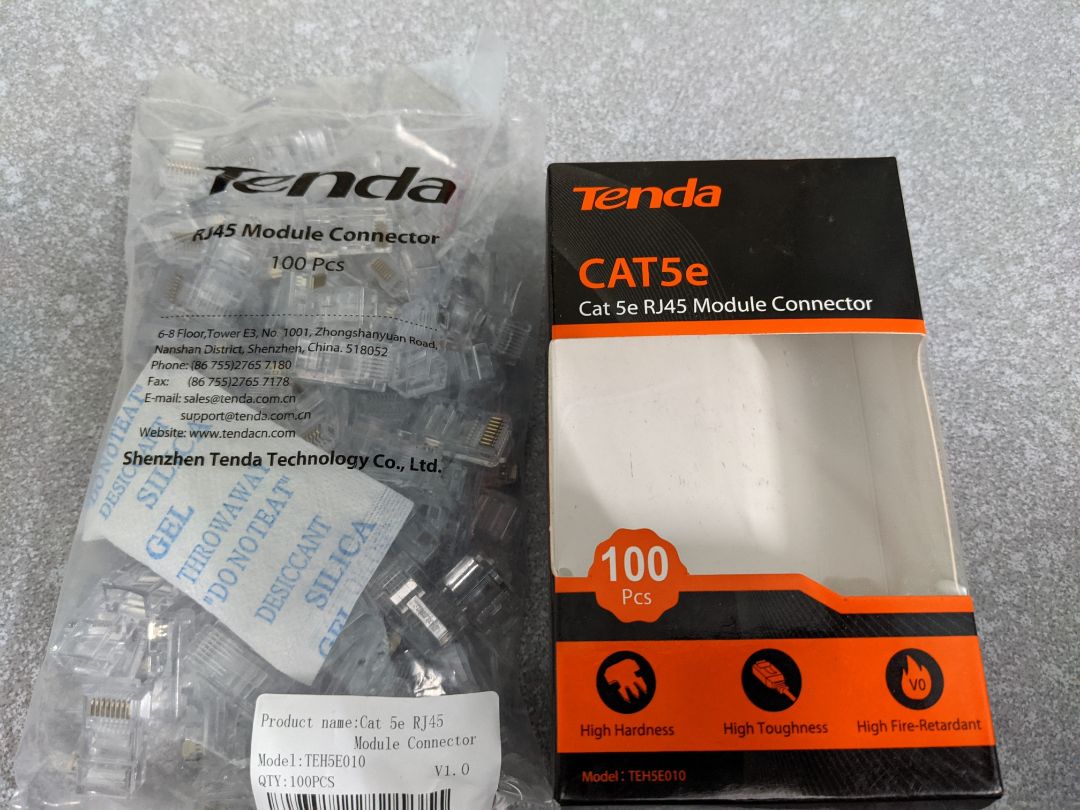 Tenda
RJ45 Module Connector
100 Pcs
6-8 Floor,Tower E3, No. 1001, Zhongshanyuan Road,
Nanshan District, Shenzhen, China. 518052
Phone: (86 755)2765 7180
Fax: (86 755)2765 7178
E-mail: sales@tenda.com.cn
support@tenda.com.cn
Website: www.tendacn.com
Shenzhen Tenda Technology Co., Ltd.
"DO NOT EAT"
DESICCANT
SILICA
GEL
THROWAWAY
"DO NOT EAT"
DESICCANT
SILICA
GEL
Product name:Cat 5e RJ45
Module Connector
Model:TEH5E010
V1.0
QTY:100PCS
Tenda
CAT5e
Cat 5e RJ45 Module Connector
100
Pcs
V0
High Hardness
High Toughness
High Fire-Retardant
Model : TEH5E010